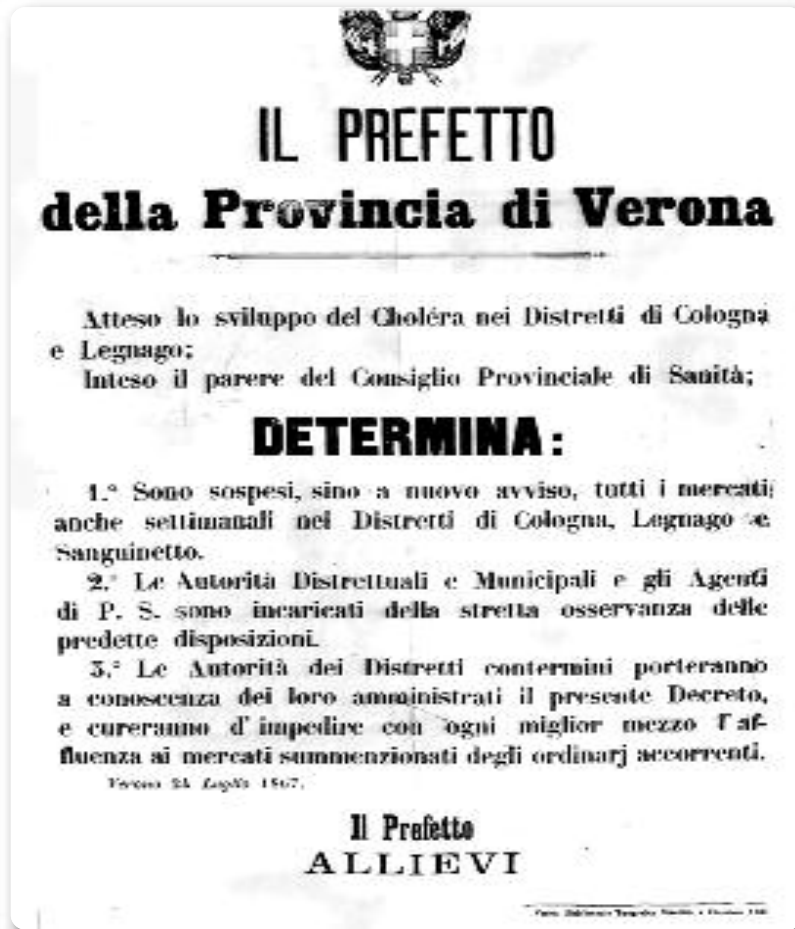 IL PREFETTO
della Provincia di Verona
Atteso lo sviluppo del Choléra nei Distretti di Cologna
e Legnago;
Inteso il parere del Consiglio Provinciale di Sanità;
DETERMINA:
1.° Sono sospesi, sino a nuovo avviso, tutti i mercati
anche settimanali nei Distretti di Cologna, Legnago e
Sanguinetto.
2.° Le Autorità Distrettuali e Municipali e gli Agenti
di P. S. sono incaricati della stretta osservanza delle
predette disposizioni.
3.° Le Autorità dei Distretti contermini porteranno
a conoscenza dei loro amministrati il presente Decreto,
e cureranno d'impedire con ogni miglior mezzo l'af-
fluenza ai mercati summenzionati degli ordinarj accorrenti.
Verona Luglio 1867.
Il Prefetto
ALLIEVI